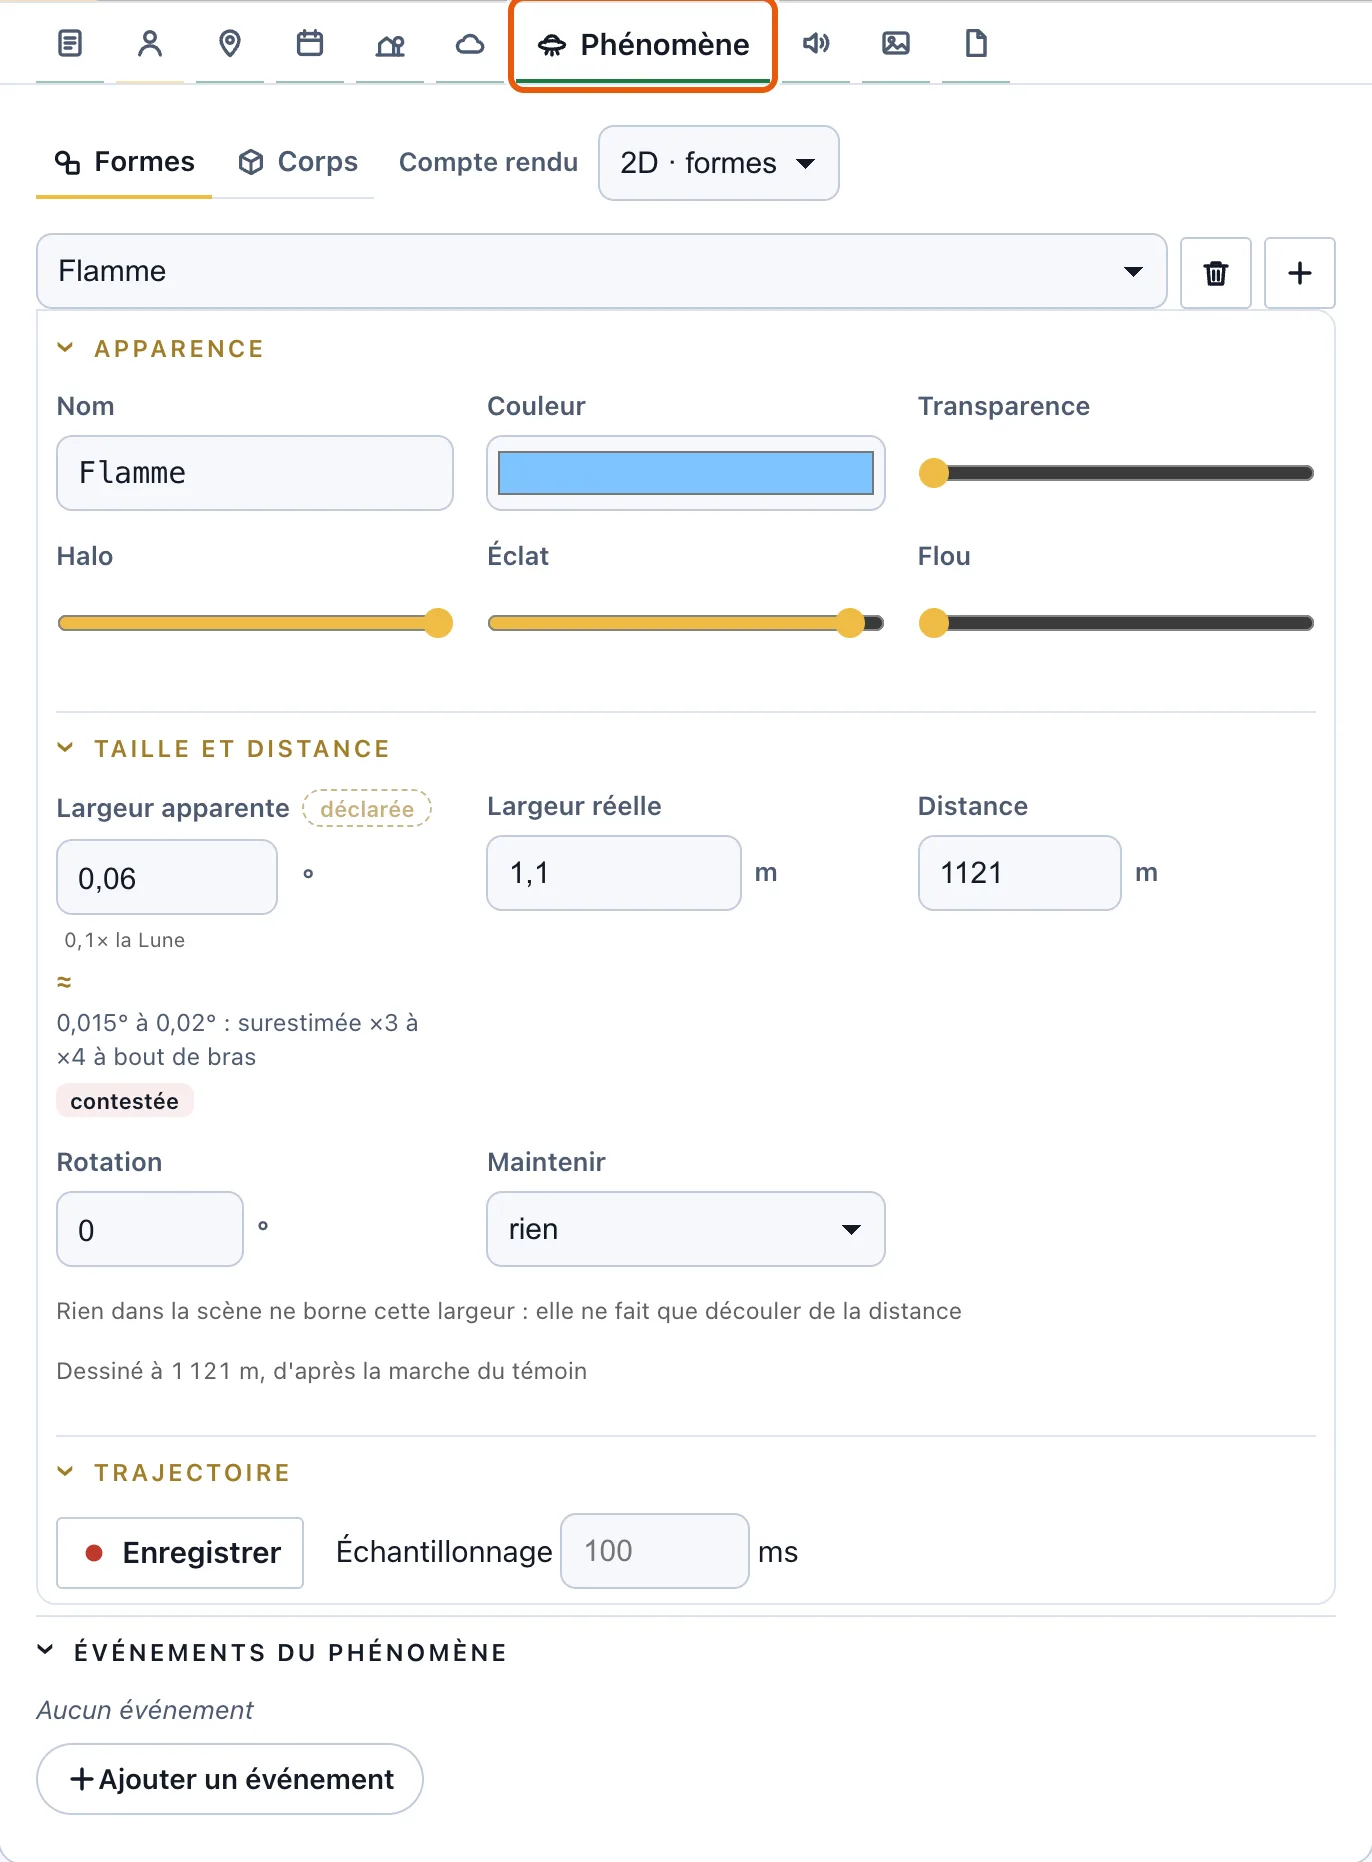 Phénomène
Formes
Corps
Compte rendu
2D · formes
Flamme
APPARENCE
Nom
Couleur
Transparence
Flamme
Halo
Éclat
Flou
TAILLE ET DISTANCE
Largeur apparente
déclarée
Largeur réelle
Distance
0,06
°
1,1
m
1121
m
0,1× la Lune
≈
0,015° à 0,02° : surestimée ×3 à
×4 à bout de bras
contestée
Rotation
Maintenir
0
°
rien
Rien dans la scène ne borne cette largeur : elle ne fait que découler de la distance
Dessiné à 1 121 m, d'après la marche du témoin
TRAJECTOIRE
Enregistrer
Échantillonnage
100
ms
ÉVÉNEMENTS DU PHÉNOMÈNE
Aucun événement
+ Ajouter un événement